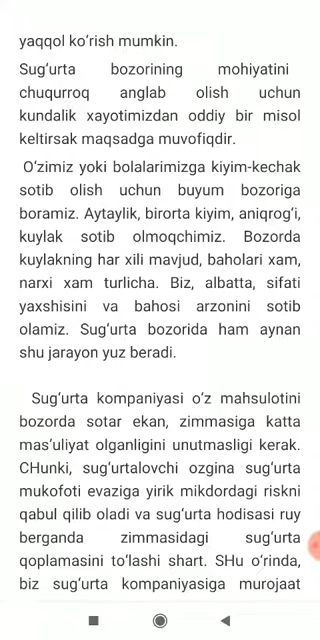 yaqqol ko‘rish mumkin.
Sug‘urta bozorining mohiyatini
chuqurroq anglab olish uchun
kundalik xayotimizdan oddiy bir misol
keltirsak maqsadga muvofiqdir.
O‘zimiz yoki bolalarimizga kiyim-kechak
sotib olish uchun buyum bozoriga
boramiz. Aytaylik, birorta kiyim, aniqrog‘i,
kuylak sotib olmoqchimiz. Bozorda
kuylakning har xili mavjud, baholari xam,
narxi xam turlicha. Biz, albatta, sifati
yaxshisini va bahosi arzonini sotib
olamiz. Sug‘urta bozorida ham aynan
shu jarayon yuz beradi.
Sug‘urta kompaniyasi o‘z mahsulotini
bozorda sotar ekan, zimmasiga katta
mas’uliyat olganligini unutmasligi kerak.
CHunki, sug‘urtalovchi ozgina sug‘urta
mukofoti evaziga yirik mikdordagi riskni
qabul qilib oladi va sug‘urta hodisasi ruy
berganda zimmasidagi sug‘urta
qoplamasini to‘lashi shart. SHu o‘rinda,
biz sug‘urta kompaniyasiga murojaat